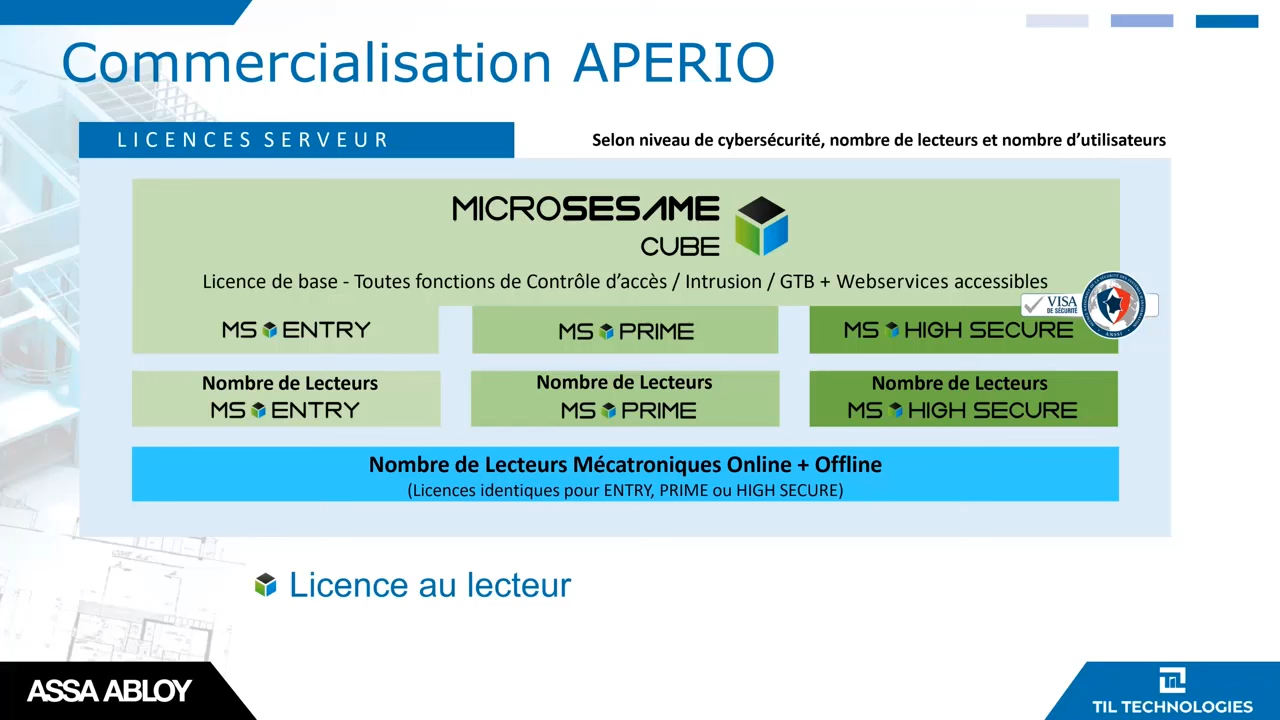 Commercialisation APERIO
LICENCES SERVEUR
Selon niveau de cybersécurité, nombre de lecteurs et nombre d’utilisateurs
MICROSESAME
CUBE
Licence de base - Toutes fonctions de Contrôle d’accès / Intrusion / GTB + Webservices accessibles
VISA
DE SÉCURITÉ
MS ENTRY
MS PRIME
MS HIGH SECURE
Nombre de Lecteurs
MS ENTRY
Nombre de Lecteurs
MS PRIME
Nombre de Lecteurs
MS HIGH SECURE
Nombre de Lecteurs Mécatroniques Online + Offline
(Licences identiques pour ENTRY, PRIME ou HIGH SECURE)
Licence au lecteur
ASSA ABLOY
TIL TECHNOLOGIES